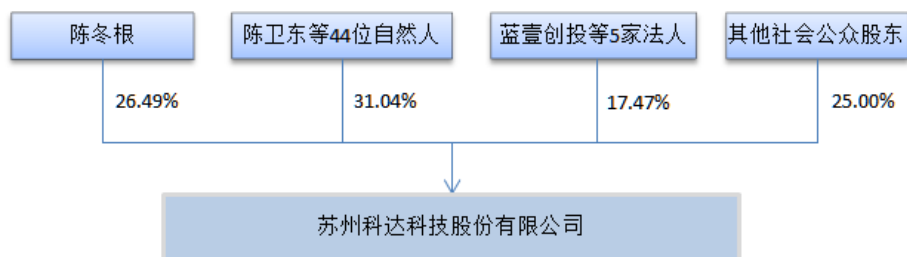 陈冬根
陈卫东等44位自然人
蓝壹创投等5家法人
其他社会公众股东
26.49%
31.04%
17.47%
25.00%
苏州科达科技股份有限公司